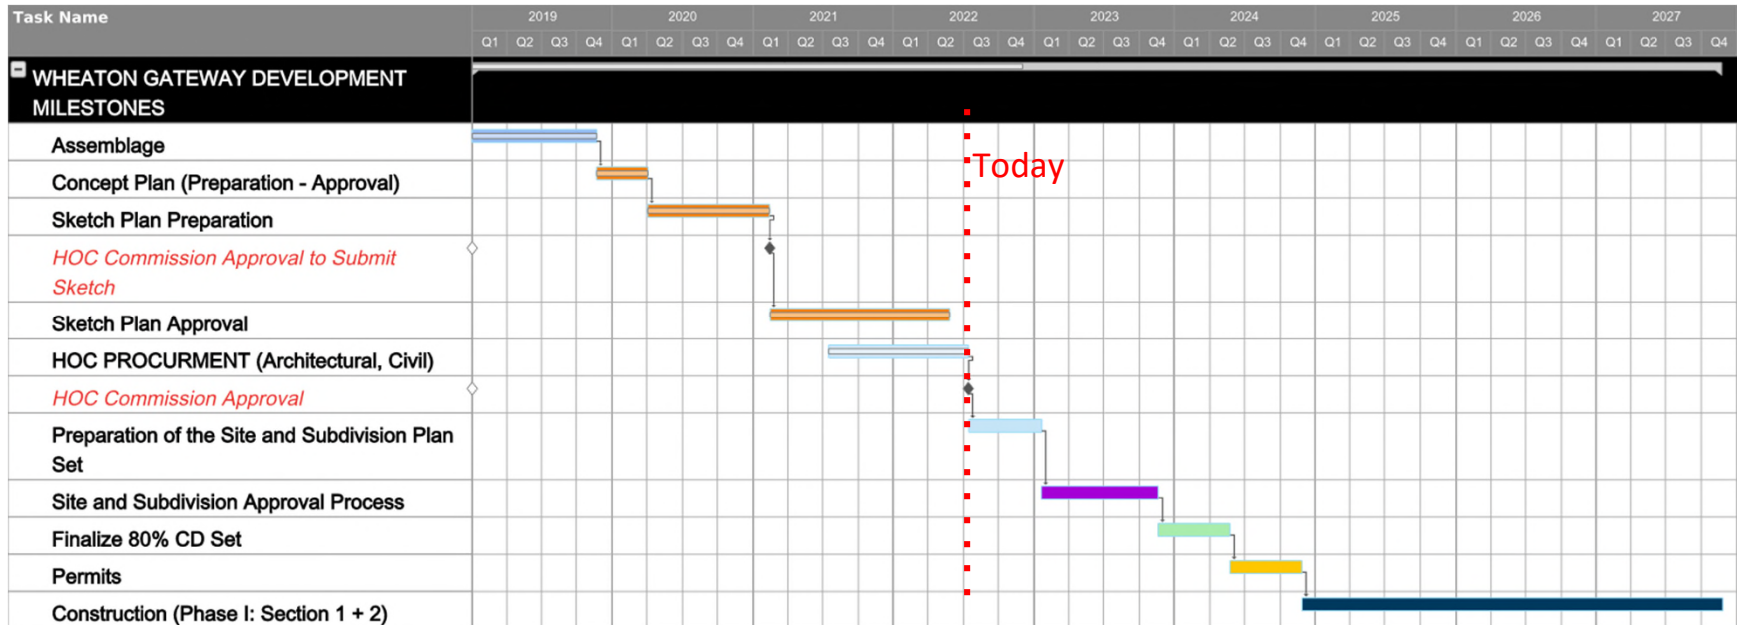 Task Name
2019 2020 2021 2022 2023 2024 2025 2026 2027
Q1 Q2 Q3 Q4 Q1 Q2 Q3 Q4 Q1 Q2 Q3 Q4 Q1 Q2 Q3 Q4 Q1 Q2 Q3 Q4 Q1 Q2 Q3 Q4 Q1 Q2 Q3 Q4 Q1 Q2 Q3 Q4 Q1 Q2 Q3 Q4
WHEATON GATEWAY DEVELOPMENT
MILESTONES
Assemblage
Today
Concept Plan (Preparation - Approval)
Sketch Plan Preparation
HOC Commission Approval to Submit
Sketch
Sketch Plan Approval
HOC PROCURMENT (Architectural, Civil)
HOC Commission Approval
Preparation of the Site and Subdivision Plan
Set
Site and Subdivision Approval Process
Finalize 80% CD Set
Permits
Construction (Phase I: Section 1 + 2)